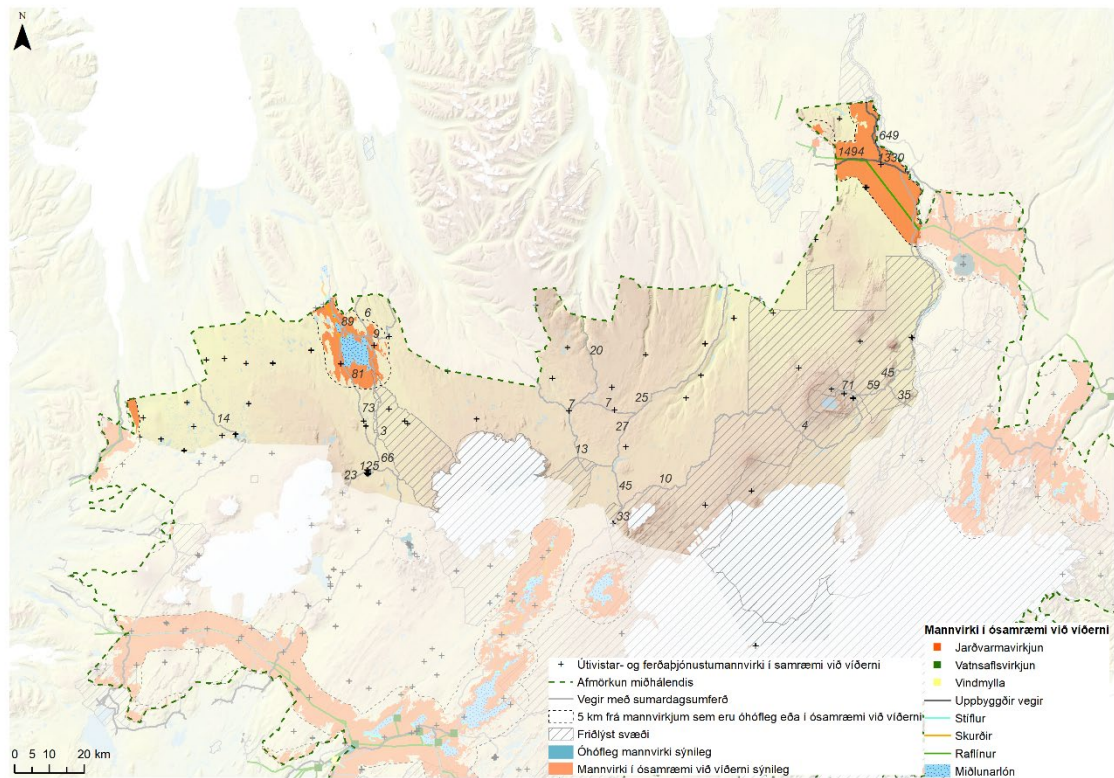 N
649
1494
1330
6
89
9
81
20
45
71
59
35
25
7
7
14
73
27
4
3
13
66
125
23
45
10
33
Mannvirki í ósamræmi við víðerni
Jarðvarmavirkjun
Vatnsaflsvirkjun
Vindmylla
Uppbyggðir vegir
Stíflur
Skurðir
Raflínur
Miðlunarlón
Útivistar- og ferðaþjónustumannvirki í samræmi við víðerni
Afmörkun miðhálendis
Vegir með sumardagsumferð
5 km frá mannvirkjum sem eru óhófleg eða í ósamræmi við víðerni
Friðlýst svæði
Óhófleg mannvirki sýnileg
Mannvirki í ósamræmi við víðerni sýnileg
0 5 10 20 km